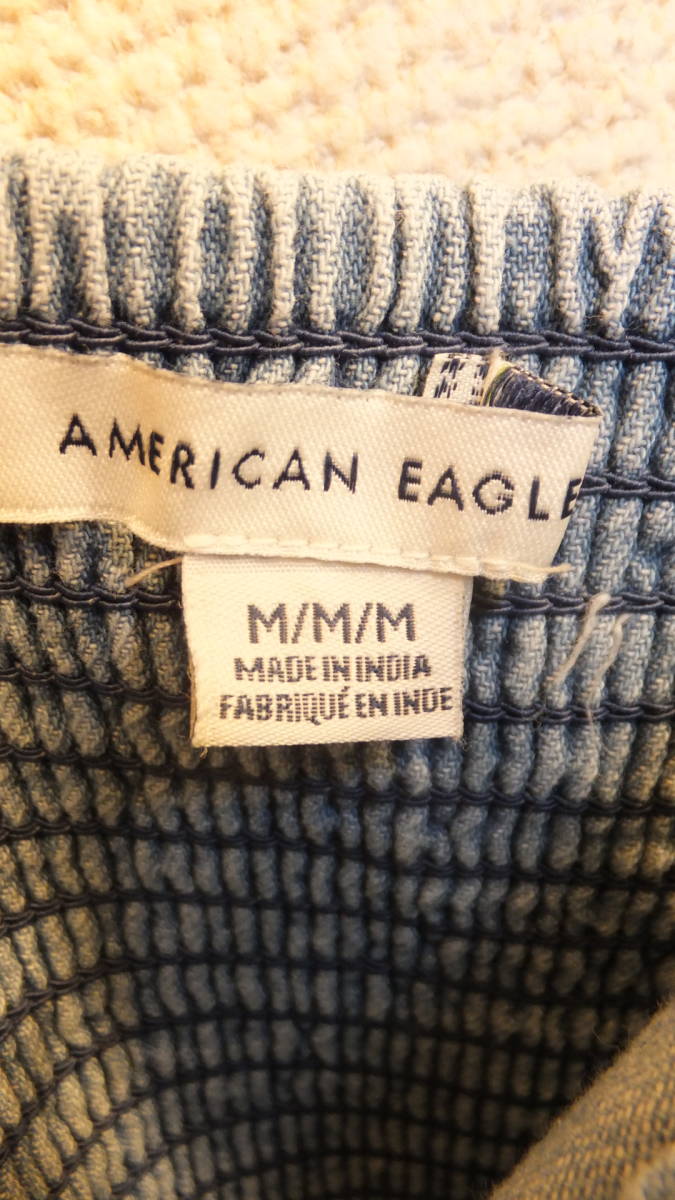 AMERICAN EAGLE
M/M/M
MADE IN INDIA
FABRIQUÉ EN INDE